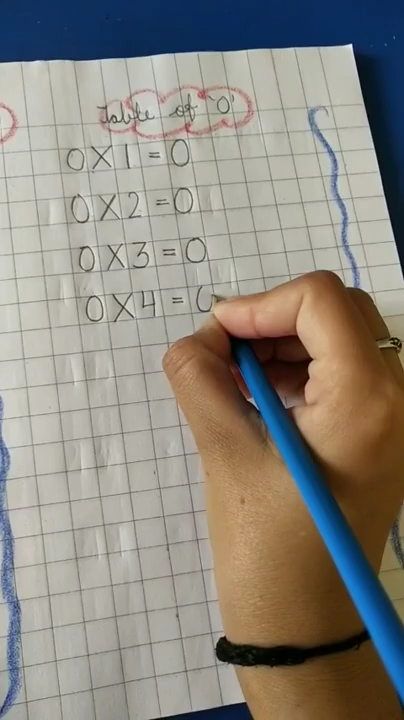 Table of '0'
0 X 1 = 0
0 X 2 = 0
0 X 3 = 0
0 X 4 = 0